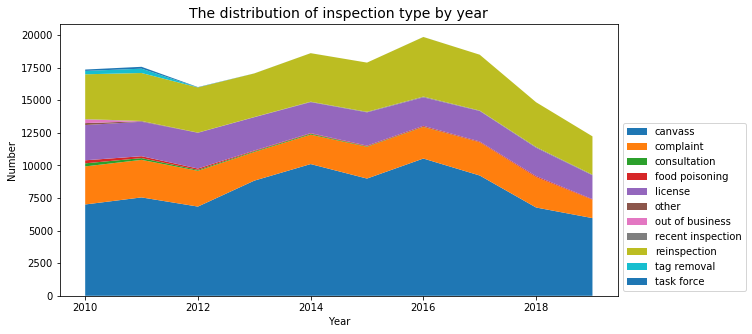 The distribution of inspection type by year
Number
20000
17500
15000
12500
10000
7500
5000
2500
0
2010
2012
2014
2016
2018
Year
canvass
complaint
consultation
food poisoning
license
other
out of business
recent inspection
reinspection
tag removal
task force